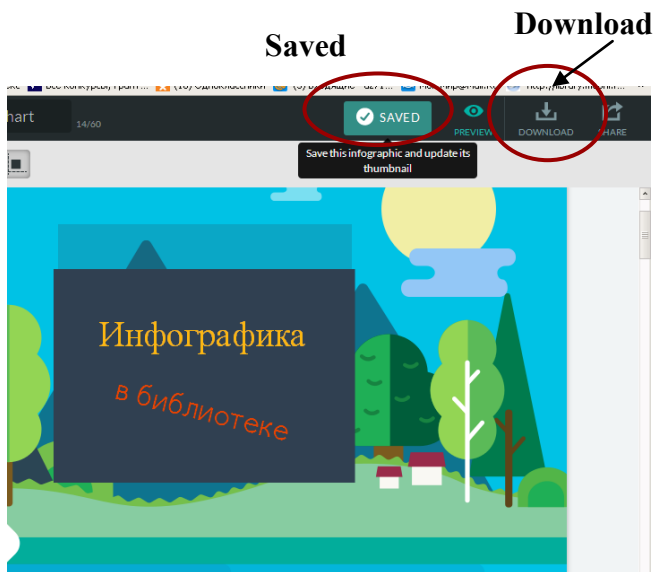 Download
Saved
hart
14/60
SAVED
PREVIEW
DOWNLOAD
SHARE
Save this infographic and update its
thumbnail
Инфографика
в библиотеке